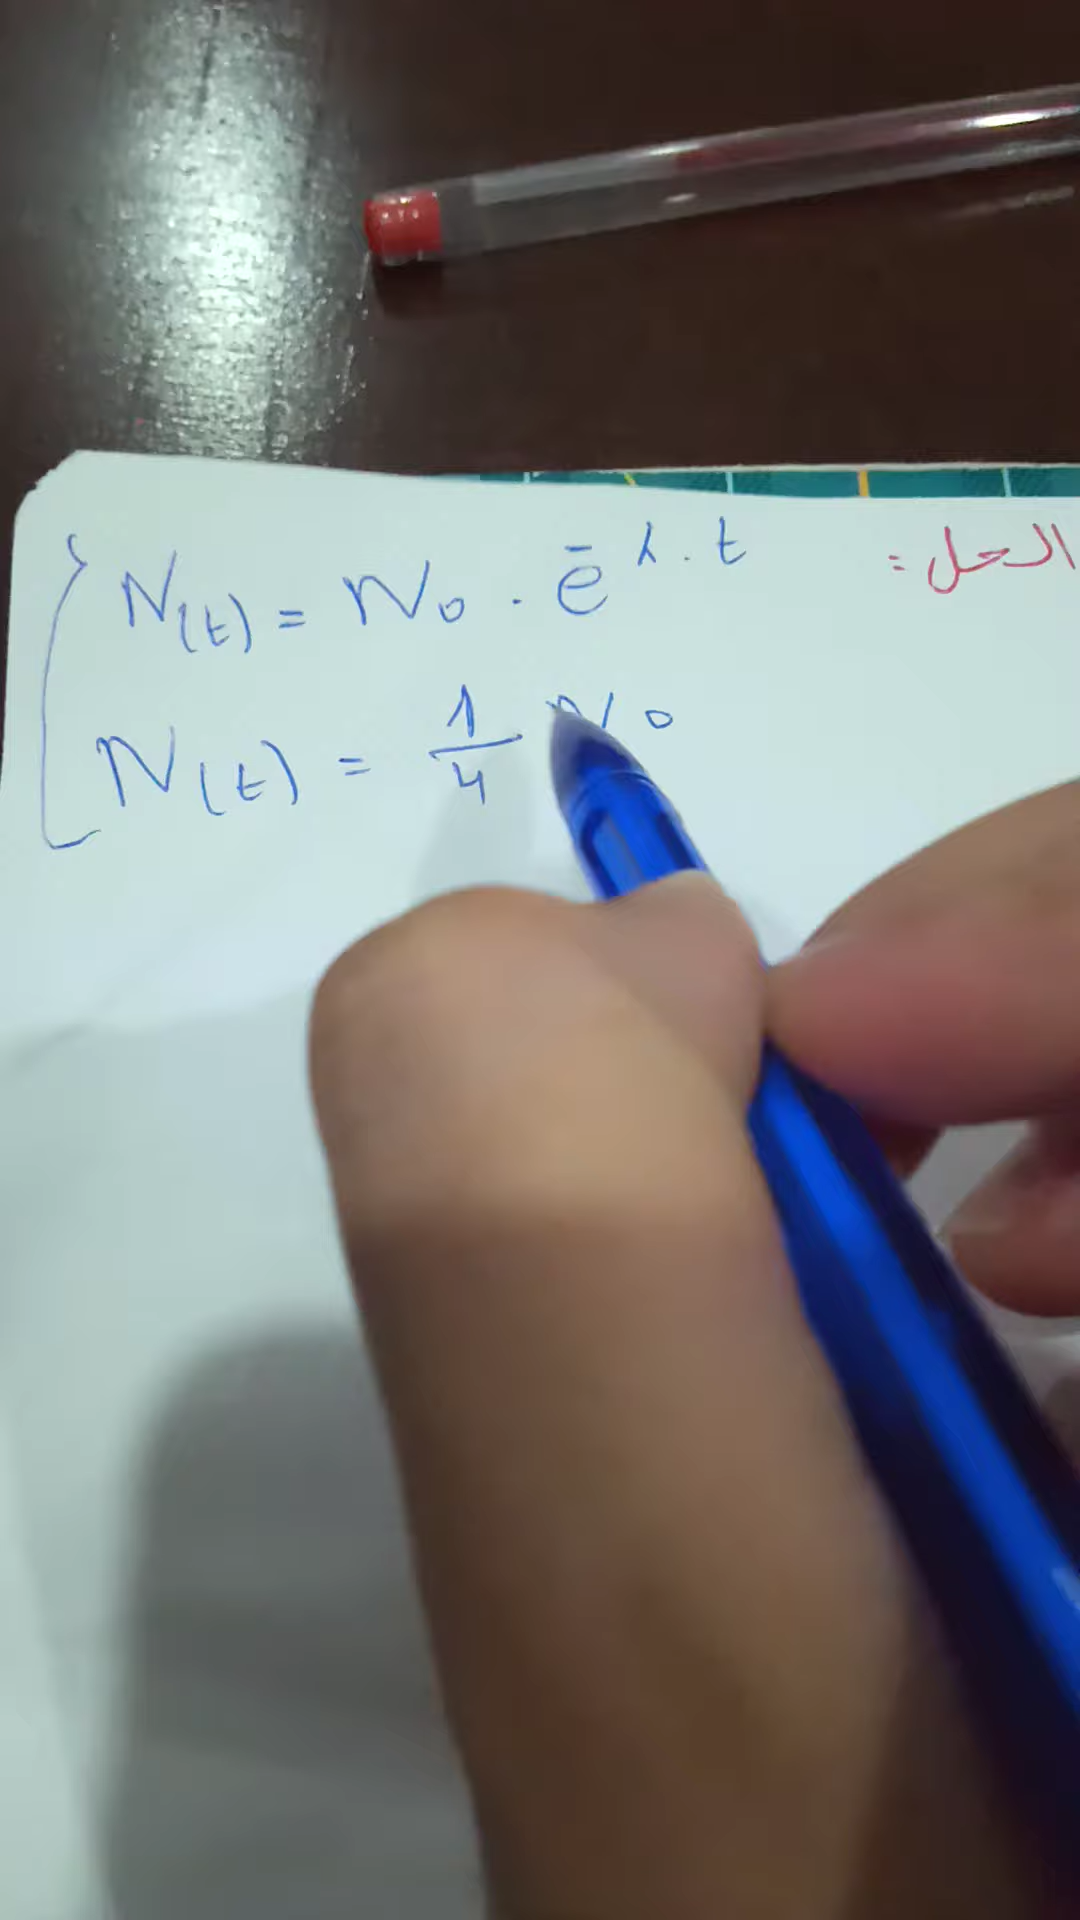 الحل:
N(t) = N₀ . e⁻ λ . t
N(t) = 1/4 N₀